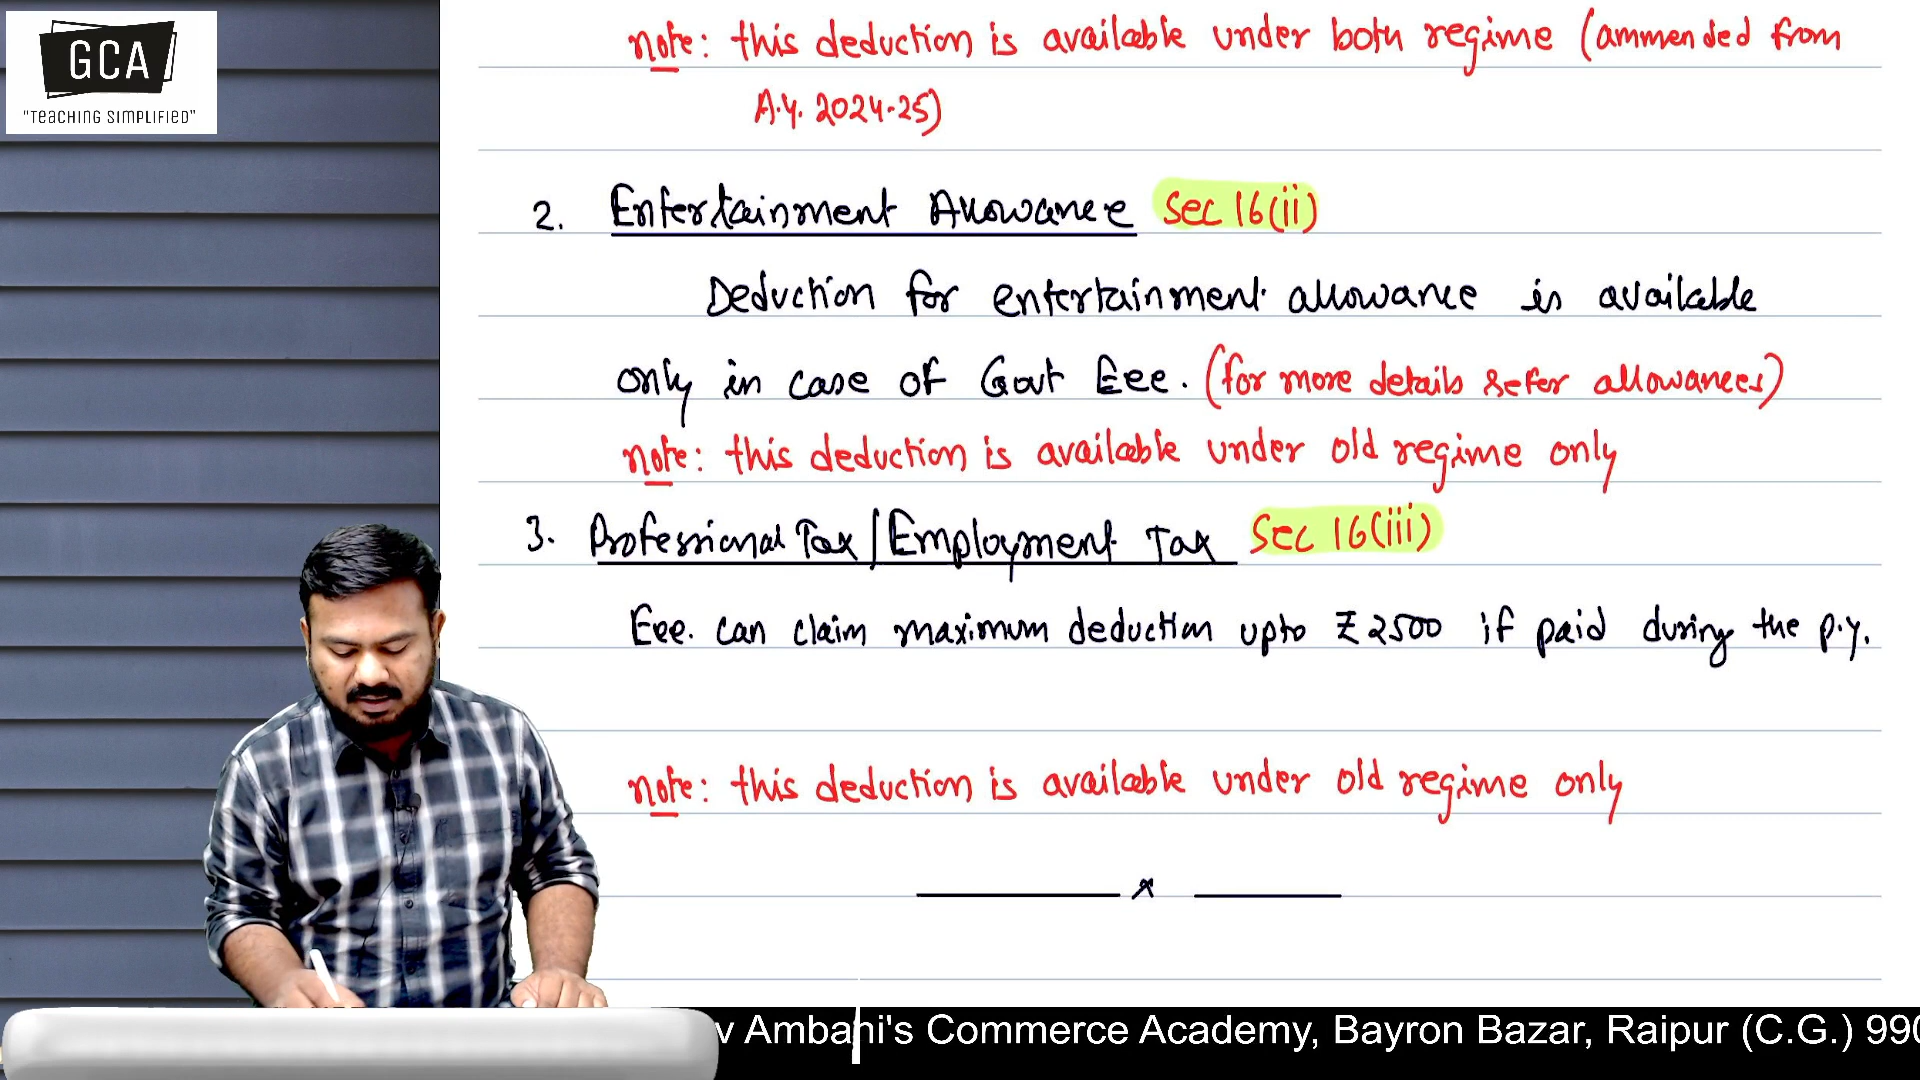 GCA
"Teaching Simplified"
note: this deduction is available under both regime (ammended from
A.y. 2024-25)
2. Entertainment Allowance Sec 16(ii)
Deduction for entertainment allowance is available
only in case of Govt Eee. (for more details refer allowances)
note: this deduction is available under old regime only
3. Professional Tax/Employment Tax Sec 16(iii)
Eee. can claim maximum deduction upto ₹2500 if paid during the p.y.
note: this deduction is available under old regime only
x
v Ambani's Commerce Academy, Bayron Bazar, Raipur (C.G.) 990